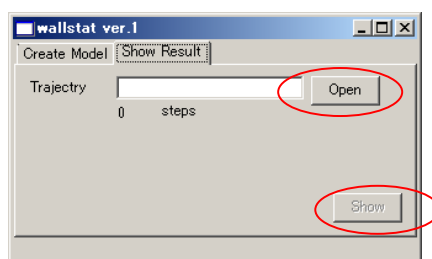 wallstat ver.1
Create Model Show Result
Trajectry Open
0 steps
Show